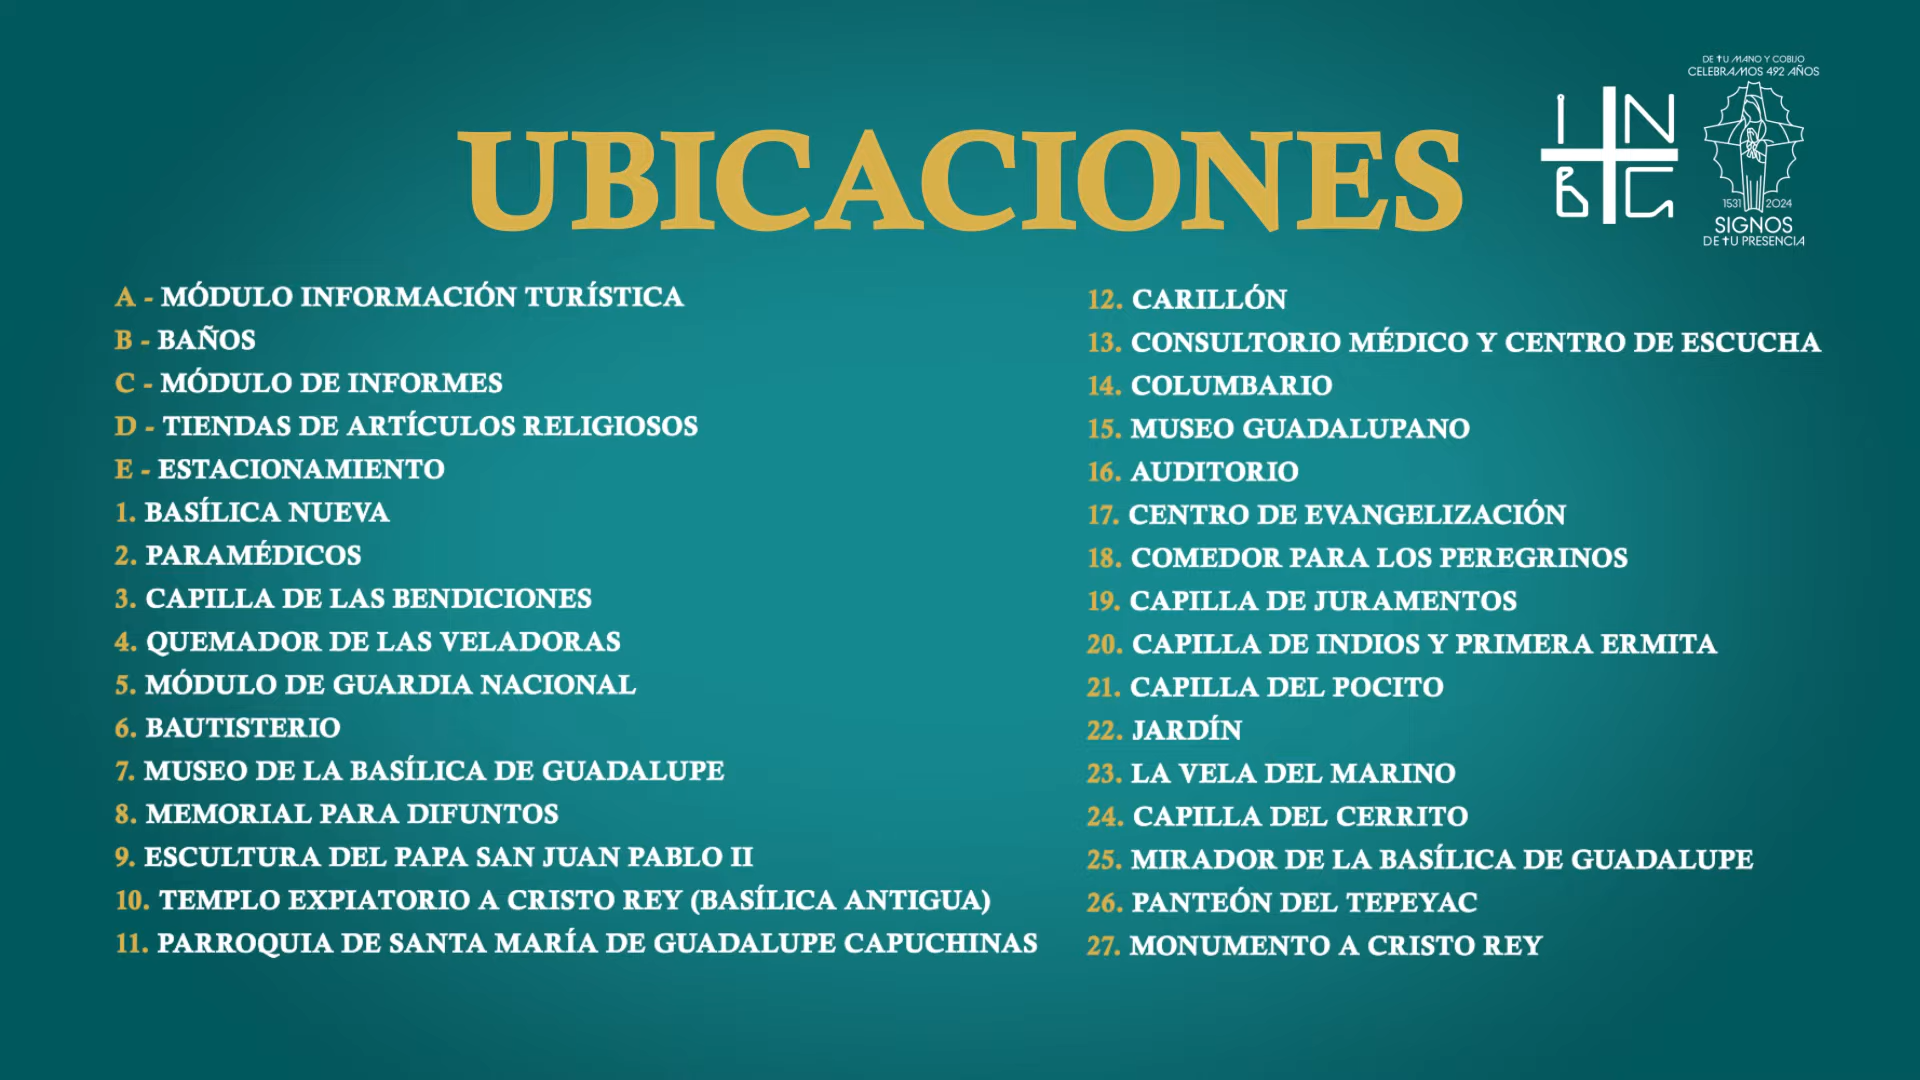 DE TU MANO Y COBIJO
CELEBRAMOS 492 AÑOS
I N
B G
1531 2024
SIGNOS
DE TU PRESENCIA
UBICACIONES
A - MÓDULO INFORMACIÓN TURÍSTICA
B - BAÑOS
C - MÓDULO DE INFORMES
D - TIENDAS DE ARTÍCULOS RELIGIOSOS
E - ESTACIONAMIENTO
1. BASÍLICA NUEVA
2. PARAMÉDICOS
3. CAPILLA DE LAS BENDICIONES
4. QUEMADOR DE LAS VELADORAS
5. MÓDULO DE GUARDIA NACIONAL
6. BAUTISTERIO
7. MUSEO DE LA BASÍLICA DE GUADALUPE
8. MEMORIAL PARA DIFUNTOS
9. ESCULTURA DEL PAPA SAN JUAN PABLO II
10. TEMPLO EXPIATORIO A CRISTO REY (BASÍLICA ANTIGUA)
11. PARROQUIA DE SANTA MARÍA DE GUADALUPE CAPUCHINAS
12. CARILLÓN
13. CONSULTORIO MÉDICO Y CENTRO DE ESCUCHA
14. COLUMBARIO
15. MUSEO GUADALUPANO
16. AUDITORIO
17. CENTRO DE EVANGELIZACIÓN
18. COMEDOR PARA LOS PEREGRINOS
19. CAPILLA DE JURAMENTOS
20. CAPILLA DE INDIOS Y PRIMERA ERMITA
21. CAPILLA DEL POCITO
22. JARDÍN
23. LA VELA DEL MARINO
24. CAPILLA DEL CERRITO
25. MIRADOR DE LA BASÍLICA DE GUADALUPE
26. PANTEÓN DEL TEPEYAC
27. MONUMENTO A CRISTO REY